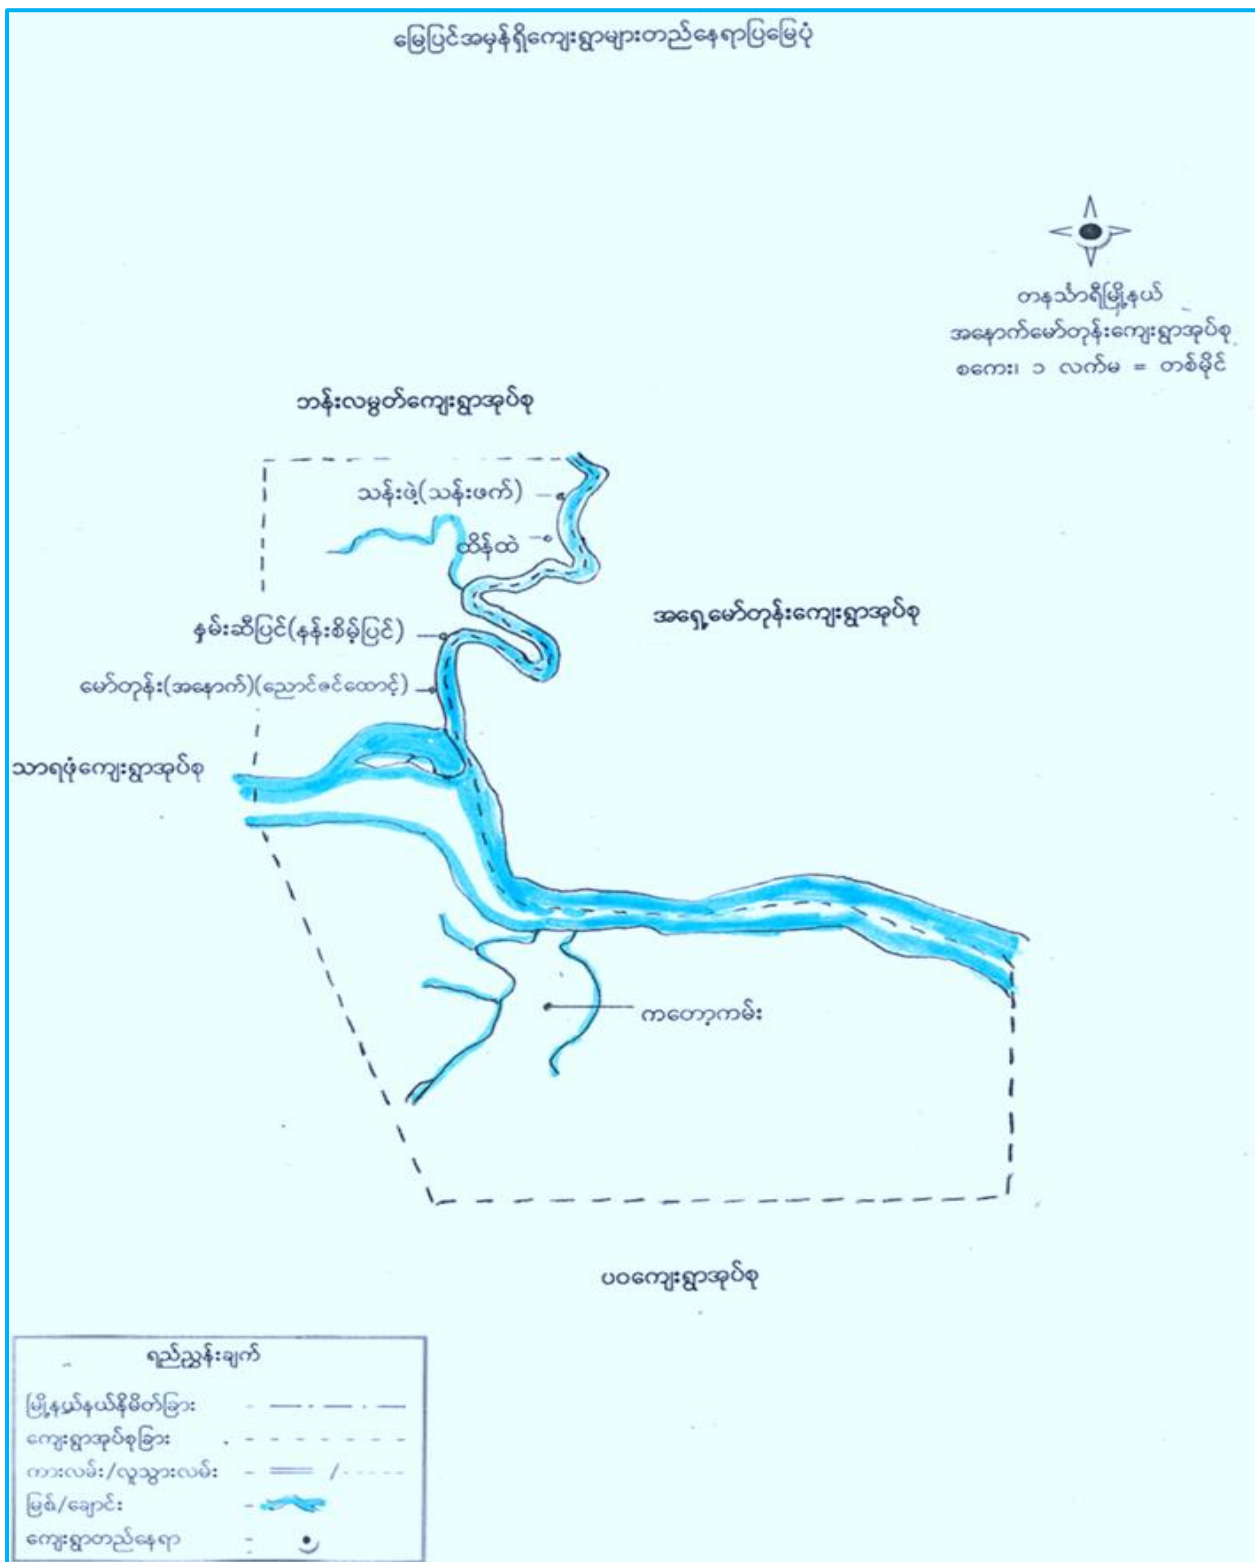 မြေပြင်အမှန်ရှိကျေးရွာများတည်နေရာပြမြေပုံ
တနင်္သာရီမြို့နယ်
အနောက်မော်တုန်းကျေးရွာအုပ်စု
စကေး၊ ၁ လက်မ = တစ်မိုင်
ဘန်းလမွတ်ကျေးရွာအုပ်စု
သန်းဖဲ့(သန်းဖက်)
ထိန်ထဲ
အရှေ့မော်တုန်းကျေးရွာအုပ်စု
နှမ်းဆီပြင်(နန်းစိမ့်ပြင်)
မော်တုန်း(အနောက်)(ညောင်ဇင်ထောင့်)
သာရဖုံကျေးရွာအုပ်စု
ကတော့ကမ်း
ပဝကျေးရွာအုပ်စု
ရည်ညွှန်းချက်
မြို့နယ်နယ်နိမိတ်ခြား
ကျေးရွာအုပ်စုခြား
ကားလမ်း/လူသွားလမ်း
မြစ်/ချောင်း
ကျေးရွာတည်နေရာ